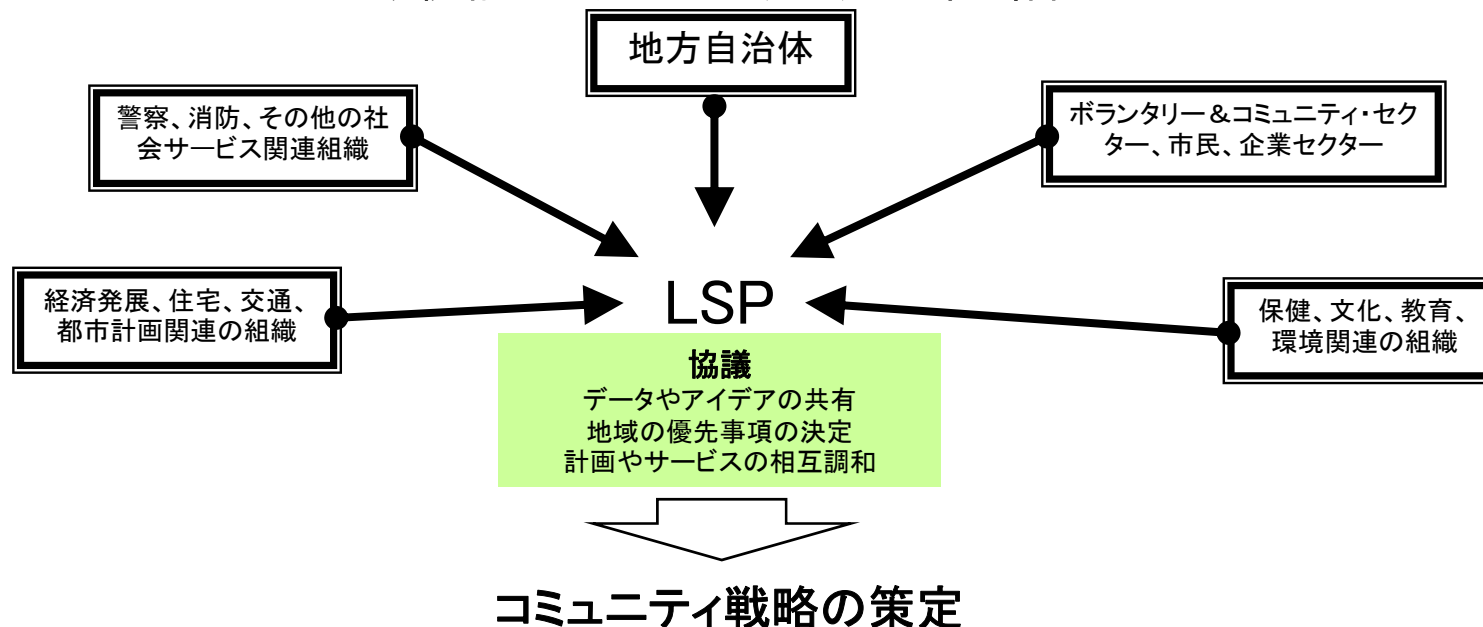 地方自治体
警察、消防、その他の社
会サービス関連組織
ボランタリー&コミュニティ・セク
ター、市民、企業セクター
経済発展、住宅、交通、
都市計画関連の組織
LSP
保健、文化、教育、
環境関連の組織
協議
データやアイデアの共有
地域の優先事項の決定
計画やサービスの相互調和
コミュニティ戦略の策定